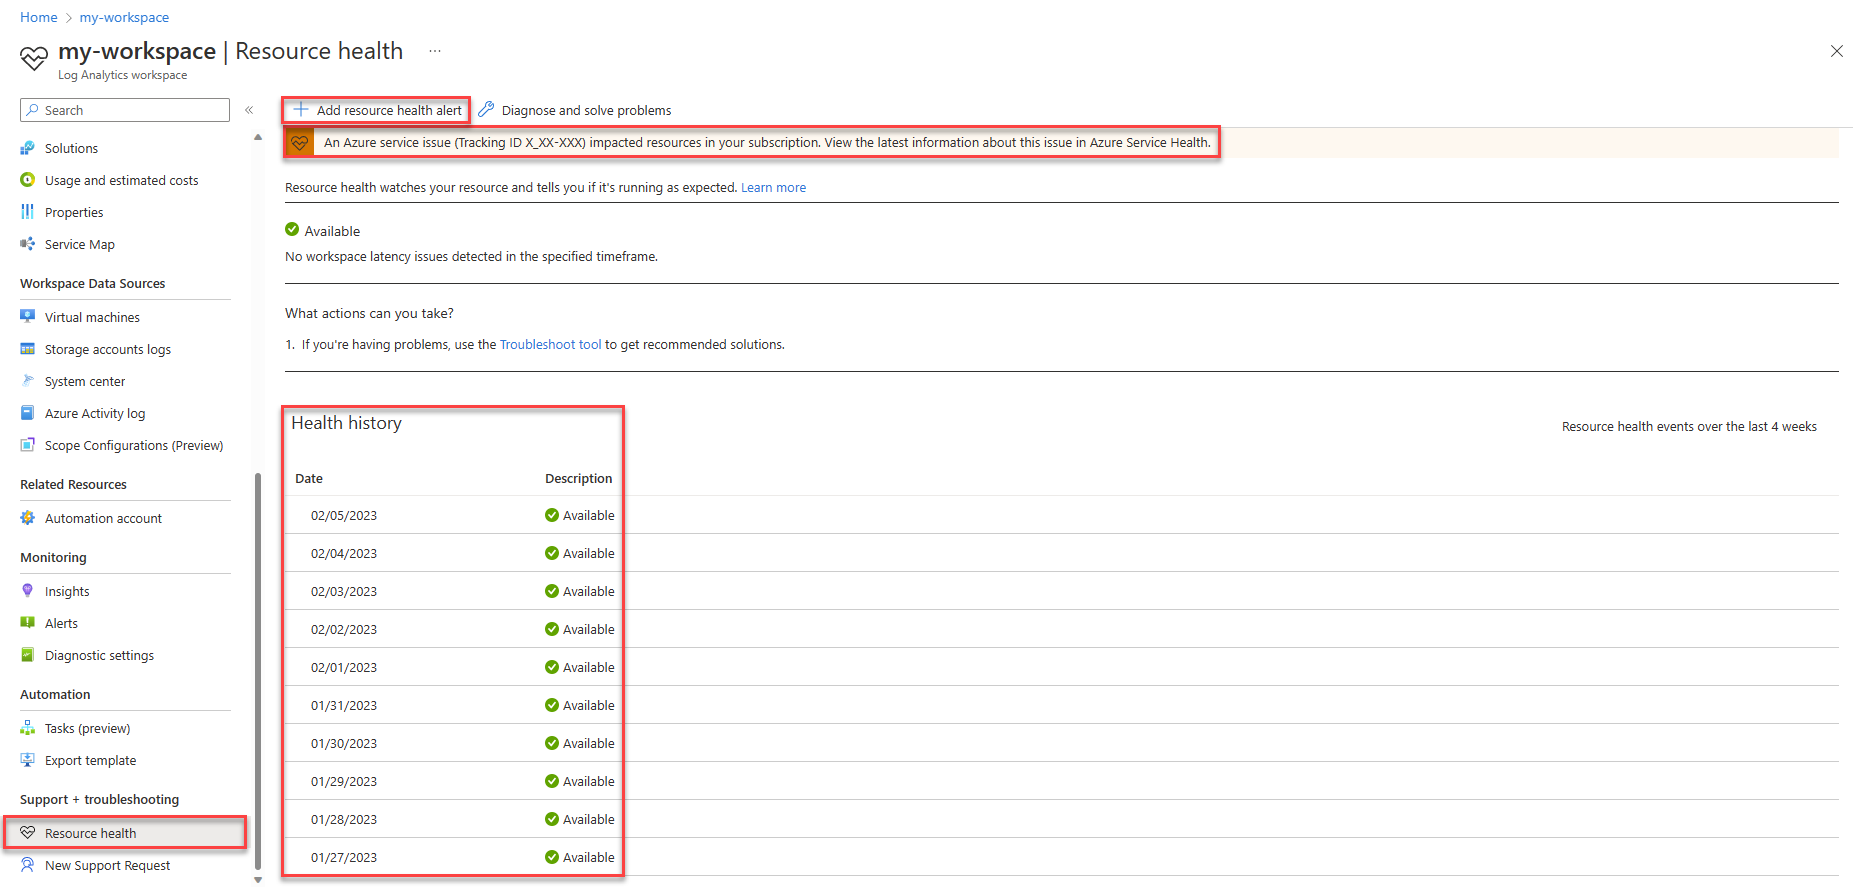 Home > my-workspace
my-workspace | Resource health ...
Log Analytics workspace
Search
«
Solutions
Usage and estimated costs
Properties
Service Map
Workspace Data Sources
Virtual machines
Storage accounts logs
System center
Azure Activity log
Scope Configurations (Preview)
Related Resources
Automation account
Monitoring
Insights
Alerts
Diagnostic settings
Automation
Tasks (preview)
Export template
Support + troubleshooting
Resource health
New Support Request
Add resource health alert
Diagnose and solve problems
An Azure service issue (Tracking ID X_XX-XXX) impacted resources in your subscription. View the latest information about this issue in Azure Service Health.
Resource health watches your resource and tells you if it's running as expected. Learn more
Available
No workspace latency issues detected in the specified timeframe.
What actions can you take?
1. If you're having problems, use the Troubleshoot tool to get recommended solutions.
Health history
Resource health events over the last 4 weeks
Date Description
02/05/2023 Available
02/04/2023 Available
02/03/2023 Available
02/02/2023 Available
02/01/2023 Available
01/31/2023 Available
01/30/2023 Available
01/29/2023 Available
01/28/2023 Available
01/27/2023 Available